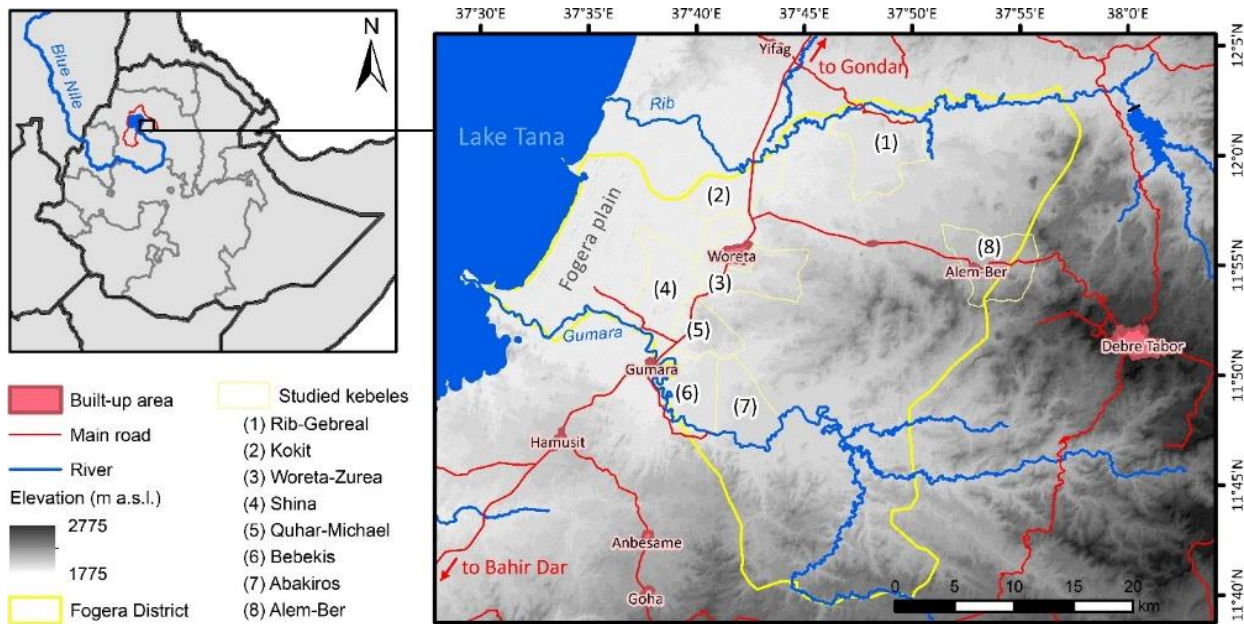 N
Blue Nile
Built-up area
Main road
River
Elevation (m a.s.l.)
2775
1775
Fogera District
Studied kebeles
(1) Rib-Gebreal
(2) Kokit
(3) Woreta-Zurea
(4) Shina
(5) Quhar-Michael
(6) Bebekis
(7) Abakiros
(8) Alem-Ber
37°30'E 37°35'E 37°40'E 37°45'E 37°50'E 37°55'E 38°0'E
12°5'N
12°0'N
11°55'N
11°50'N
11°45'N
11°40'N
Yifag
to Gondar
Rib
Lake Tana
(1)
(2)
Fogera plain
Woreta
(8)
Alem-Ber
(3)
(4)
(5)
Gumara
Debre Tabor
Gumara
(6)
(7)
Hamusit
Anbesame
to Bahir Dar
Goha
0 5 10 15 20
km